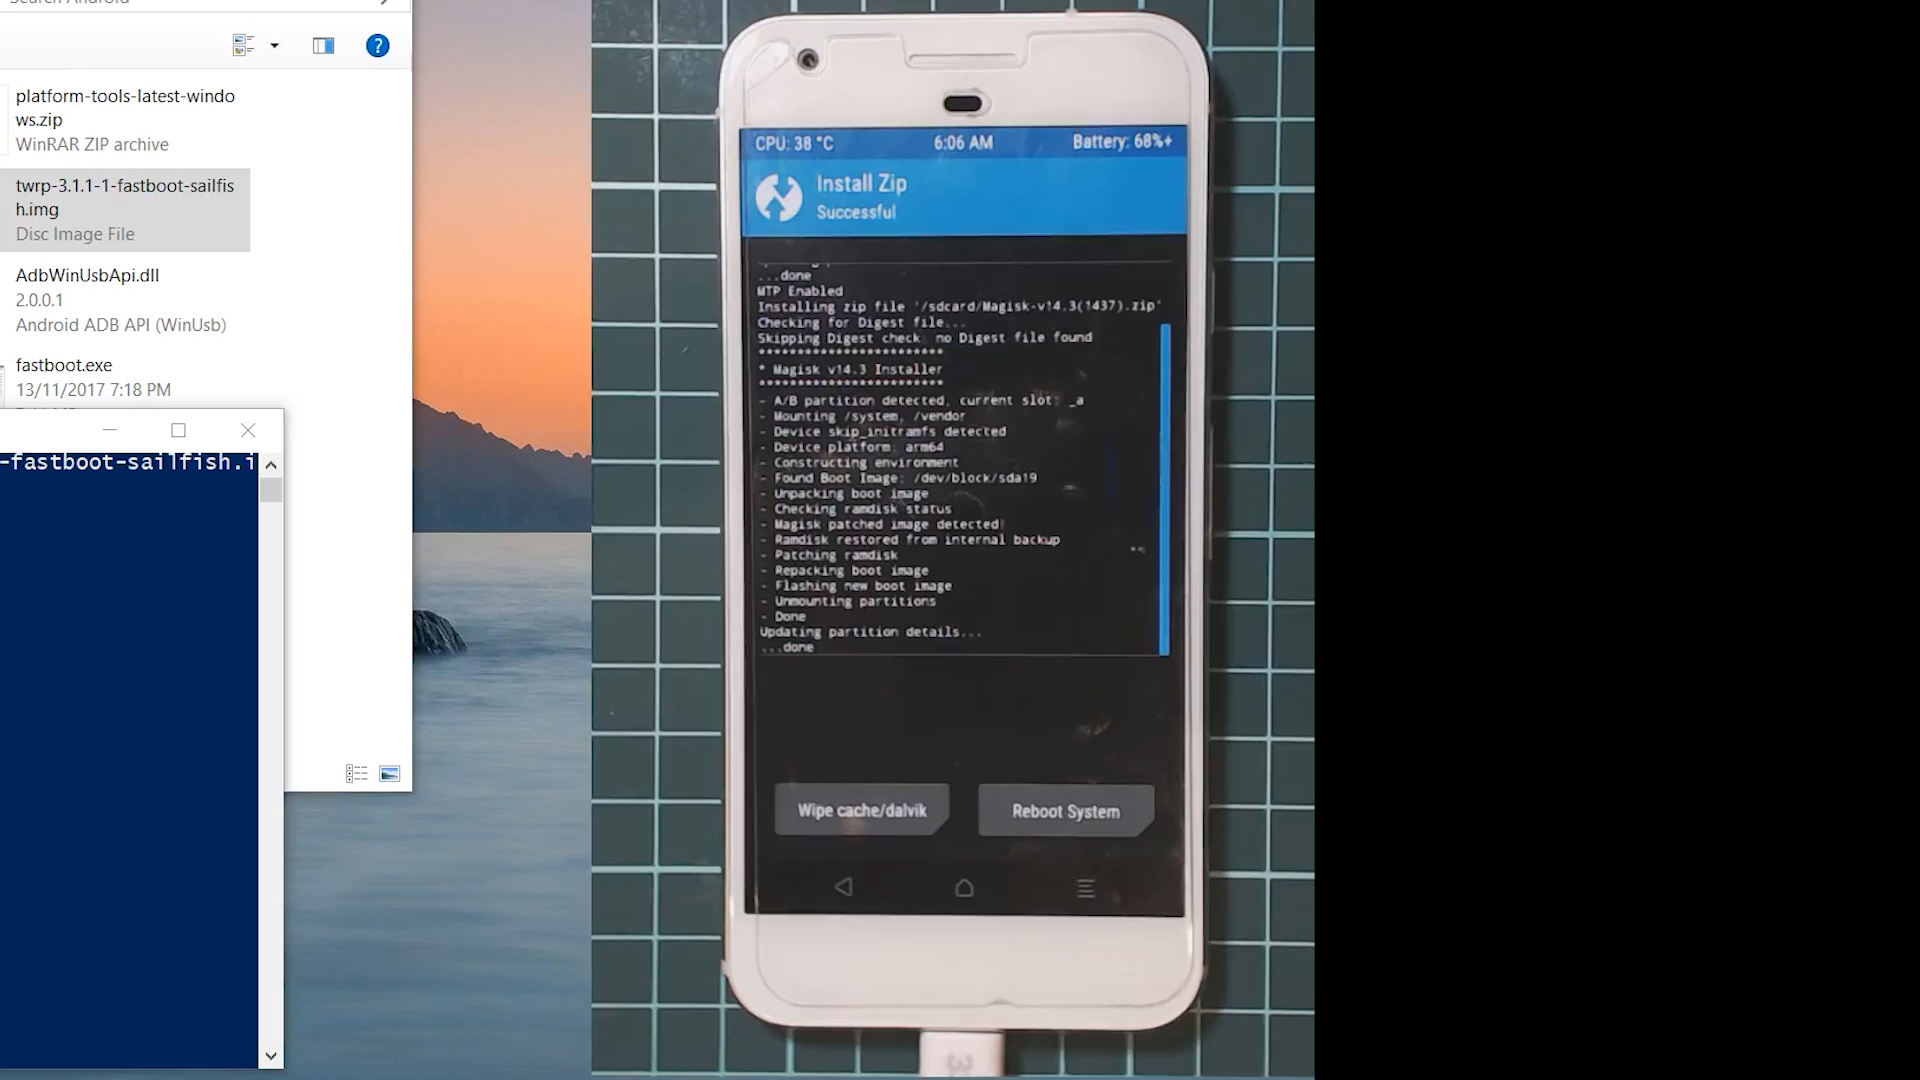 Search Android
platform-tools-latest-windo
ws.zip
WinRAR ZIP archive
twrp-3.1.1-1-fastboot-sailfis
h.img
Disc Image File
AdbWinUsbApi.dll
2.0.0.1
Android ADB API (WinUsb)
fastboot.exe
13/11/2017 7:18 PM
-fastboot-sailfish.i
CPU: 38 °C
6:06 AM
Battery: 68%+
Install Zip
Successful
...done
MTP Enabled
Installing zip file '/sdcard/Magisk-v14.3(1437).zip'
Checking for Digest file...
Skipping Digest check: no Digest file found
************************
* Magisk v14.3 Installer
************************
- A/B partition detected, current slot: _a
- Mounting /system, /vendor
- Device skip_initramfs detected
- Device platform: arm64
- Constructing environment
- Found Boot Image: /dev/block/sda19
- Unpacking boot image
- Checking ramdisk status
- Magisk patched image detected!
- Ramdisk restored from internal backup
- Patching ramdisk
- Repacking boot image
- Flashing new boot image
- Unmounting partitions
- Done
Updating partition details...
...done
Wipe cache/dalvik
Reboot System